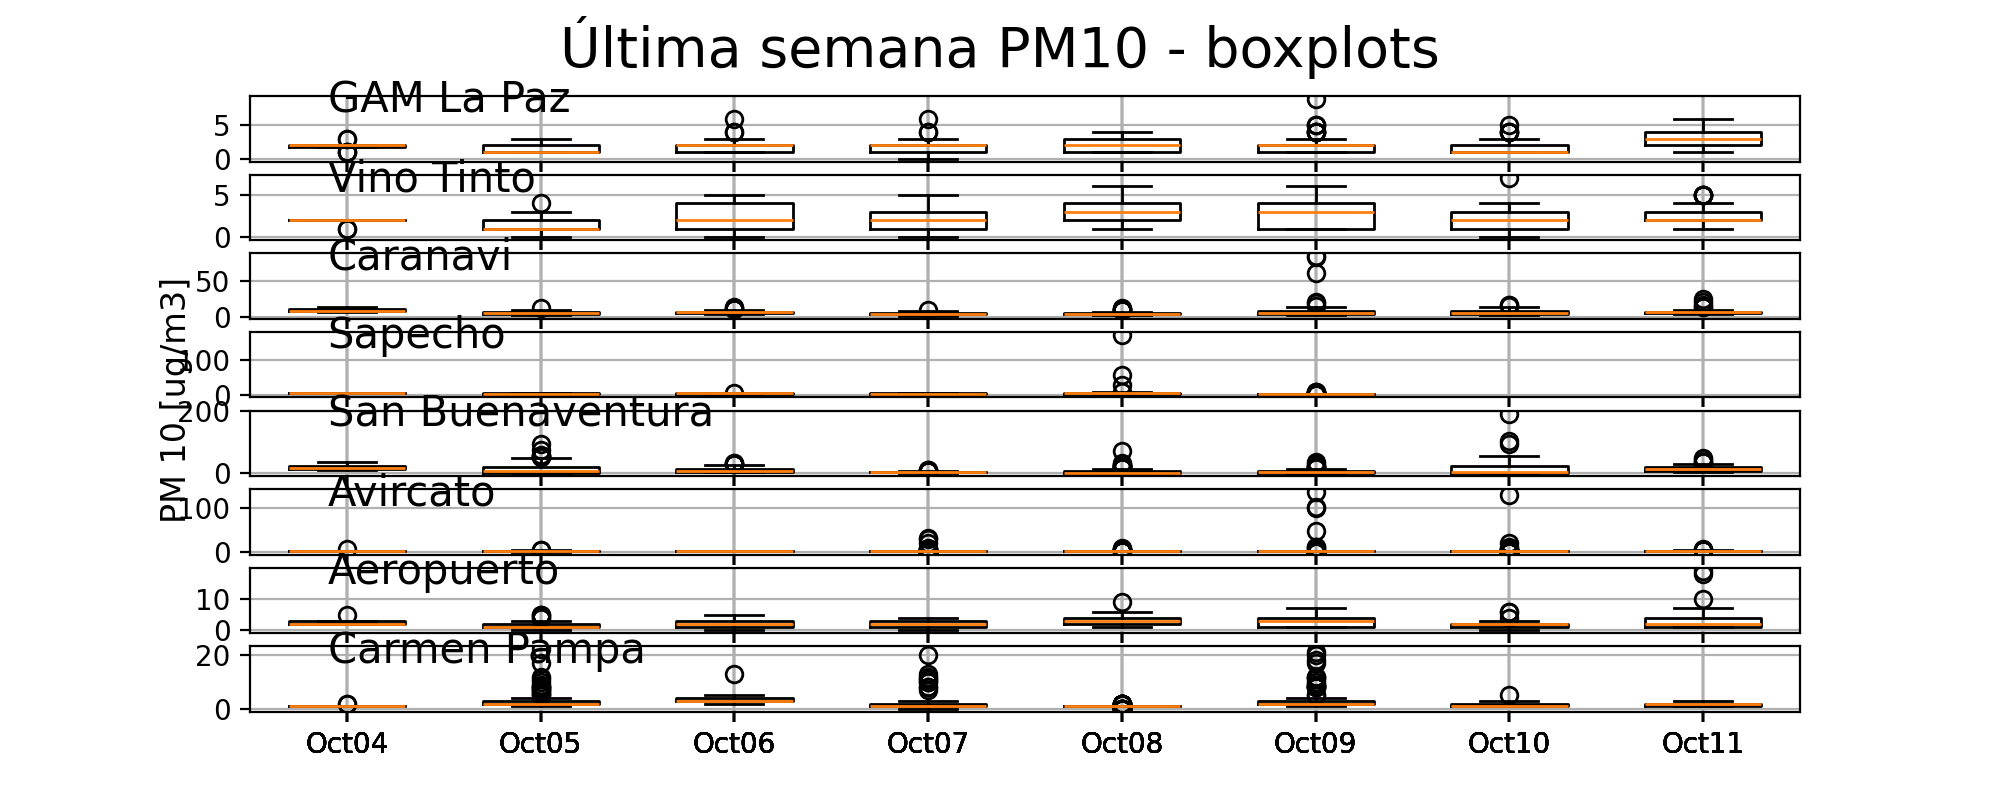 Última semana PM10 - boxplots
GAM La Paz
5
0
Vino Tinto
5
0
Caranavi
50
0
Sapecho
100
0
San Buenaventura
200
0
Avircato
100
0
Aeropuerto
10
0
Carmen Pampa
20
0
PM 10 [ug/m3]
Oct04 Oct05 Oct06 Oct07 Oct08 Oct09 Oct10 Oct11